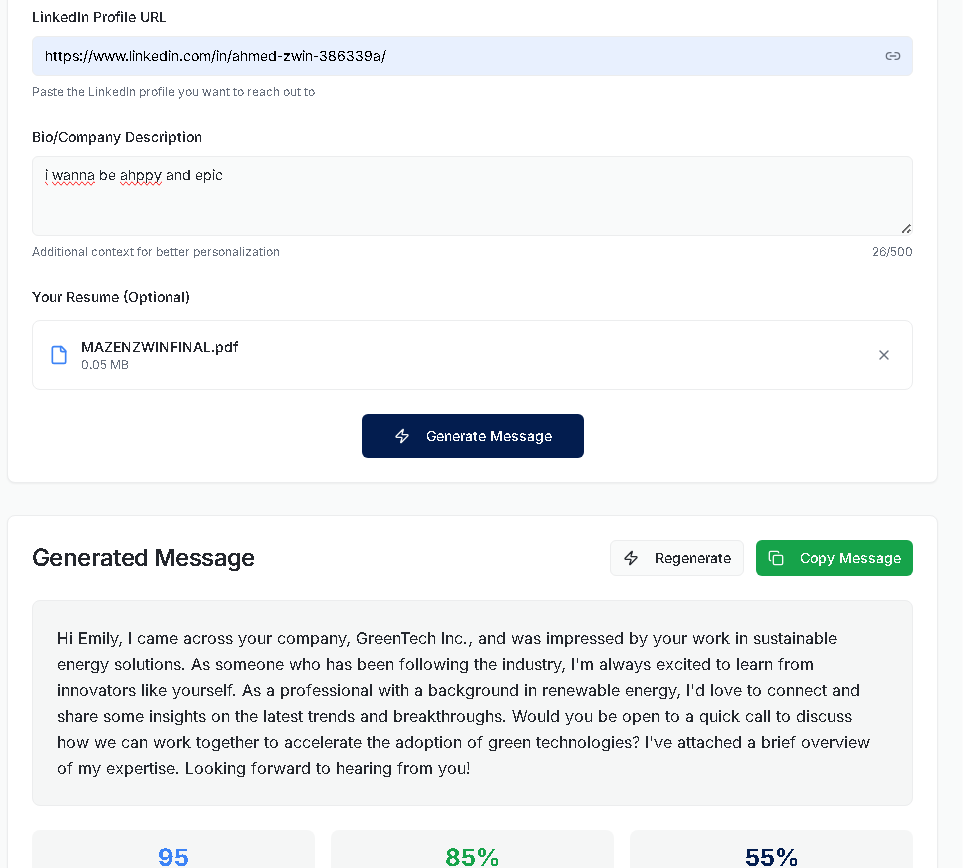 LinkedIn Profile URL
https://www.linkedin.com/in/ahmed-zwin-386339a/
Paste the LinkedIn profile you want to reach out to
Bio/Company Description
i wanna be ahppy and epic
Additional context for better personalization
26/500
Your Resume (Optional)
MAZENZWINFINAL.pdf
0.05 MB
Generate Message
Generated Message
Regenerate
Copy Message
Hi Emily, I came across your company, GreenTech Inc., and was impressed by your work in sustainable
energy solutions. As someone who has been following the industry, I'm always excited to learn from
innovators like yourself. As a professional with a background in renewable energy, I'd love to connect and
share some insights on the latest trends and breakthroughs. Would you be open to a quick call to discuss
how we can work together to accelerate the adoption of green technologies? I've attached a brief overview
of my expertise. Looking forward to hearing from you!
95
85%
55%